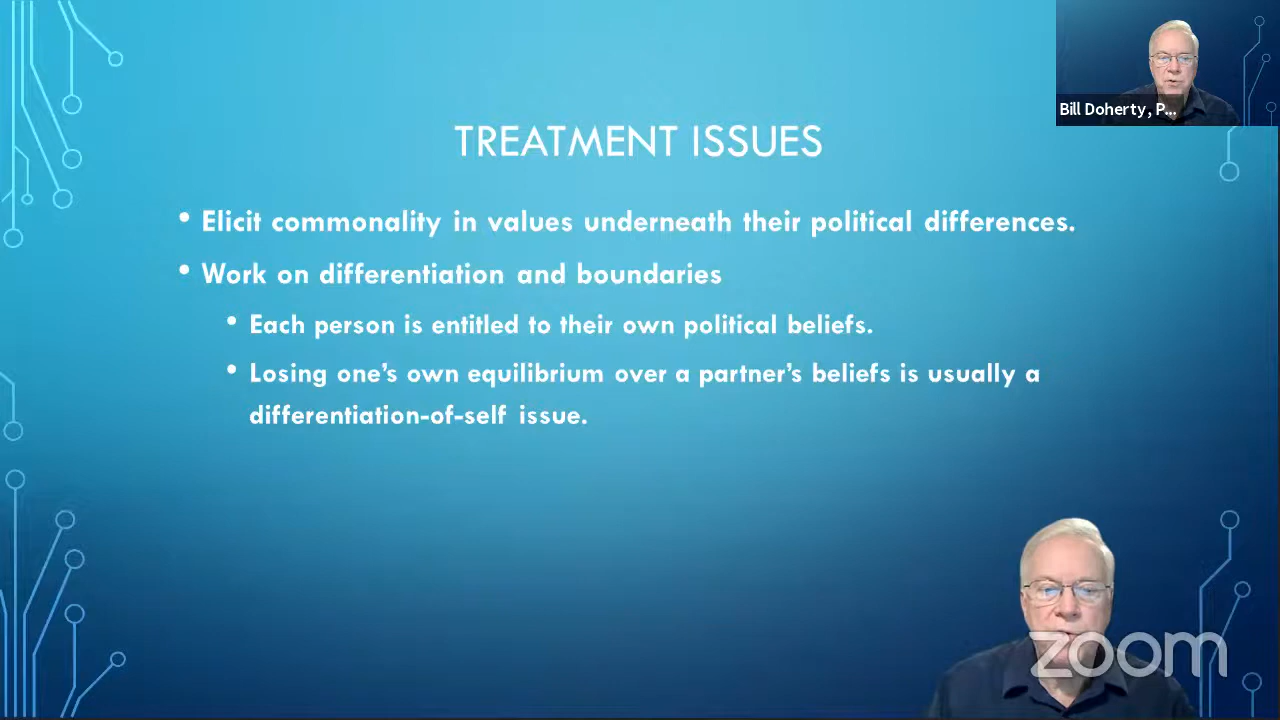 Bill Doherty, P...
TREATMENT ISSUES
• Elicit commonality in values underneath their political differences.
• Work on differentiation and boundaries
• Each person is entitled to their own political beliefs.
• Losing one’s own equilibrium over a partner’s beliefs is usually a
differentiation-of-self issue.
zoom